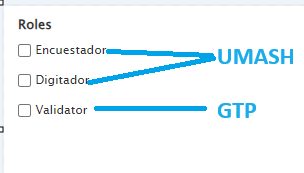 Roles
Encuestador
UMASH
Digitador
Validator
GTP